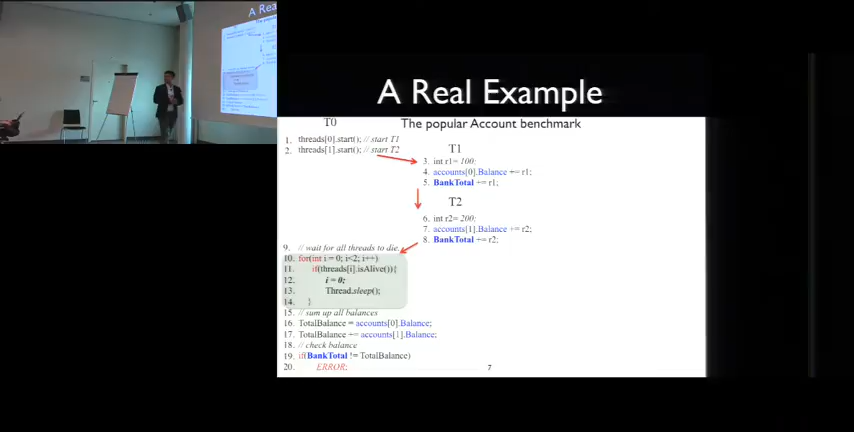 A Real Example
T0
The popular Account benchmark
1. threads[0].start(); // start T1
2. threads[1].start(); // start T2
T1
3. int r1= 100;
4. accounts[0].Balance += r1;
5. BankTotal += r1;
T2
6. int r2= 200;
7. accounts[1].Balance += r2;
8. BankTotal += r2;
9. // wait for all threads to die.
10. for(int i = 0; i<2; i++)
11. if(threads[i].isAlive()){
12. i = 0;
13. Thread.sleep();
14. }
15. // sum up all balances
16. TotalBalance = accounts[0].Balance;
17. TotalBalance += accounts[1].Balance;
18. // check balance
19. if(BankTotal != TotalBalance)
20. ERROR;
7
A Real